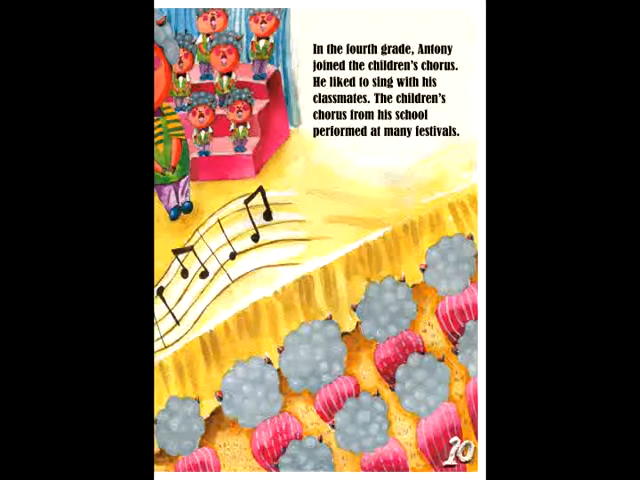 In the fourth grade, Antony
joined the children's chorus.
He liked to sing with his
classmates. The children's
chorus from his school
performed at many festivals.
10